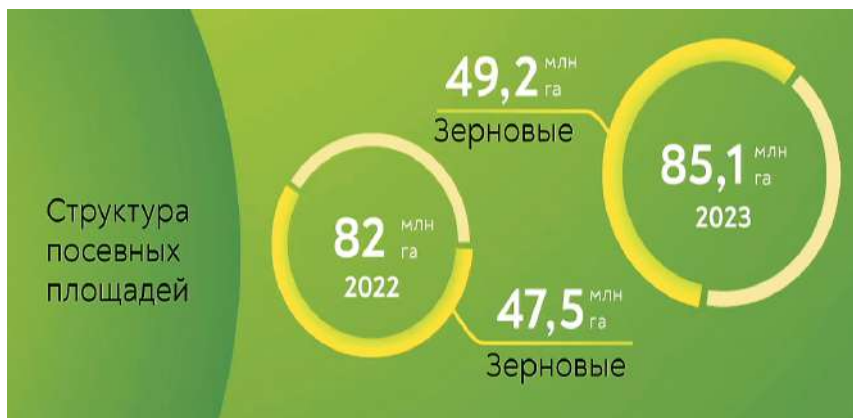 Структура
посевных
площадей
82 млн га
2022
47,5 млн га
Зерновые
49,2 млн га
Зерновые
85,1 млн га
2023